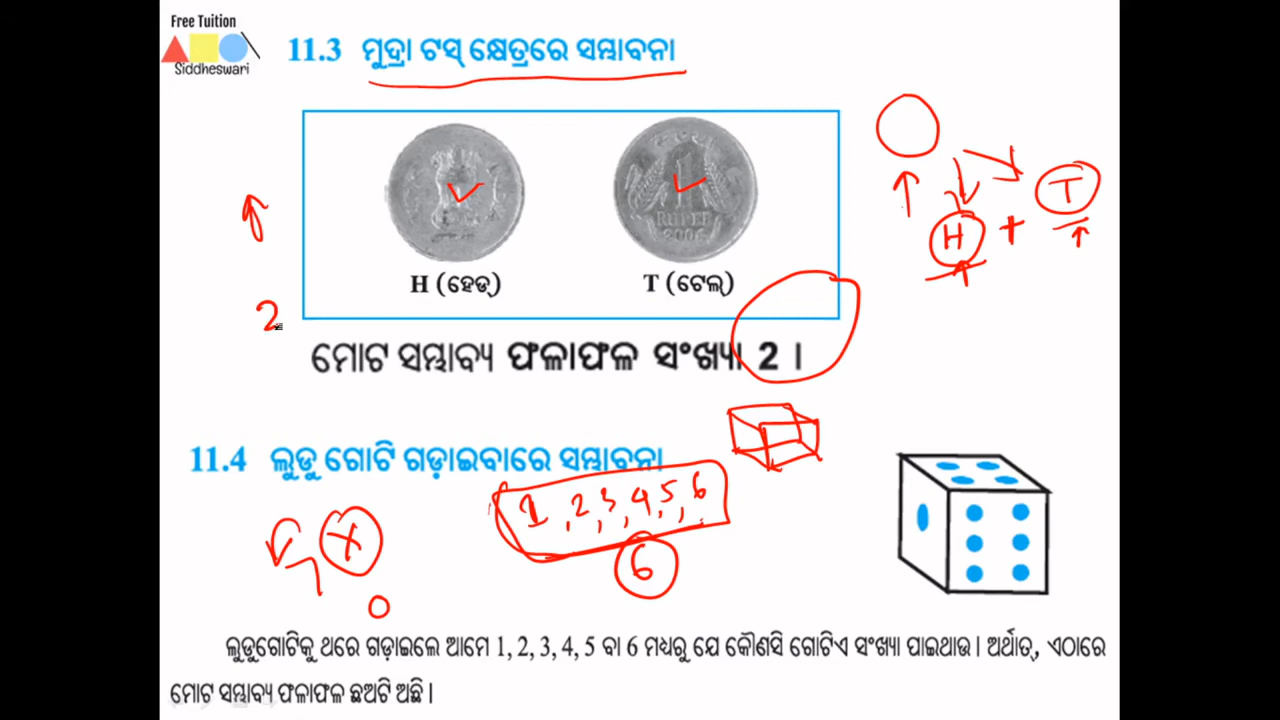 Free Tuition
Siddheswari
11.3 ମୁଦ୍ରା ଟସ୍ କ୍ଷେତ୍ରରେ ସମ୍ଭାବନା
H (ହେଡ୍)
T (ଟେଲ୍)
RUPEE
H + T
2
ମୋଟ ସମ୍ଭାବ୍ୟ ଫଳାଫଳ ସଂଖ୍ୟା 2 ।
11.4 ଲୁଡୁ ଗୋଟି ଗଡ଼ାଇବାରେ ସମ୍ଭାବନା
1, 2, 3, 4, 5, 6
6
0
ଲୁଡୁଗୋଟିକୁ ଥରେ ଗଡ଼ାଇଲେ ଆମେ 1, 2, 3, 4, 5 ବା 6 ମଧ୍ୟରୁ ଯେ କୌଣସି ଗୋଟିଏ ସଂଖ୍ୟା ପାଇଥାଉ । ଅର୍ଥାତ୍, ଏଠାରେ
ମୋଟ ସମ୍ଭାବ୍ୟ ଫଳାଫଳ ଛଅଟି ଅଛି ।